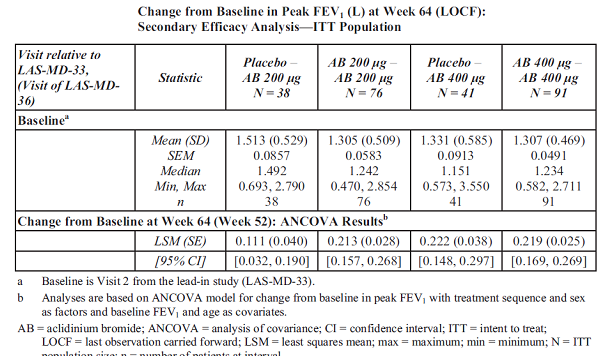 Change from Baseline in Peak FEV1 (L) at Week 64 (LOCF):
Secondary Efficacy Analysis—ITT Population
Visit relative to LAS-MD-33, (Visit of LAS-MD-36) Statistic Placebo – AB 200 µg N = 38 AB 200 µg – AB 200 µg N = 76 Placebo – AB 400 µg N = 41 AB 400 µg – AB 400 µg N = 91
Baselineᵃ
Mean (SD) 1.513 (0.529) 1.305 (0.509) 1.331 (0.585) 1.307 (0.469)
SEM 0.0857 0.0583 0.0913 0.0491
Median 1.492 1.242 1.151 1.234
Min, Max 0.693, 2.790 0.470, 2.854 0.573, 3.550 0.582, 2.711
n 38 76 41 91
Change from Baseline at Week 64 (Week 52): ANCOVA Resultsᵇ
LSM (SE) 0.111 (0.040) 0.213 (0.028) 0.222 (0.038) 0.219 (0.025)
[95% CI] [0.032, 0.190] [0.157, 0.268] [0.148, 0.297] [0.169, 0.269]
a Baseline is Visit 2 from the lead-in study (LAS-MD-33).
b Analyses are based on ANCOVA model for change from baseline in peak FEV1 with treatment sequence and sex
as factors and baseline FEV1 and age as covariates.
AB = aclidinium bromide; ANCOVA = analysis of covariance; CI = confidence interval; ITT = intent to treat;
LOCF = last observation carried forward; LSM = least squares mean; max = maximum; min = minimum; N = ITT
population size; n = number of patients at interval